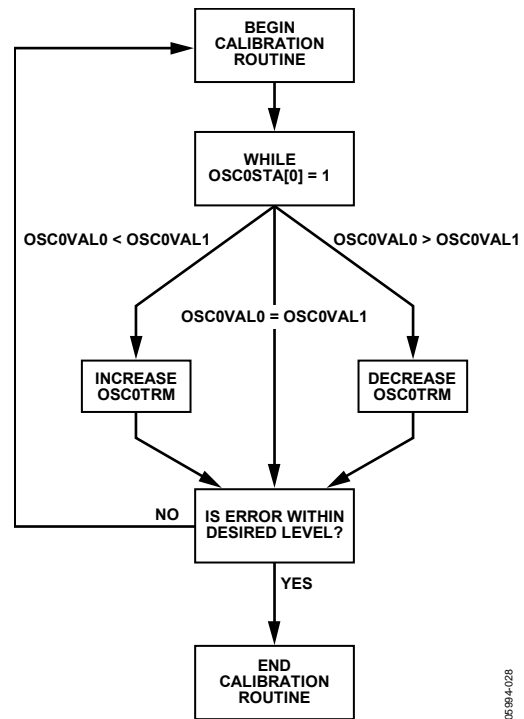 BEGIN
CALIBRATION
ROUTINE
WHILE
OSC0STA[0] = 1
OSC0VAL0 < OSC0VAL1
OSC0VAL0 > OSC0VAL1
OSC0VAL0 = OSC0VAL1
INCREASE
OSC0TRM
DECREASE
OSC0TRM
NO
IS ERROR WITHIN
DESIRED LEVEL?
YES
END
CALIBRATION
ROUTINE
05994-028